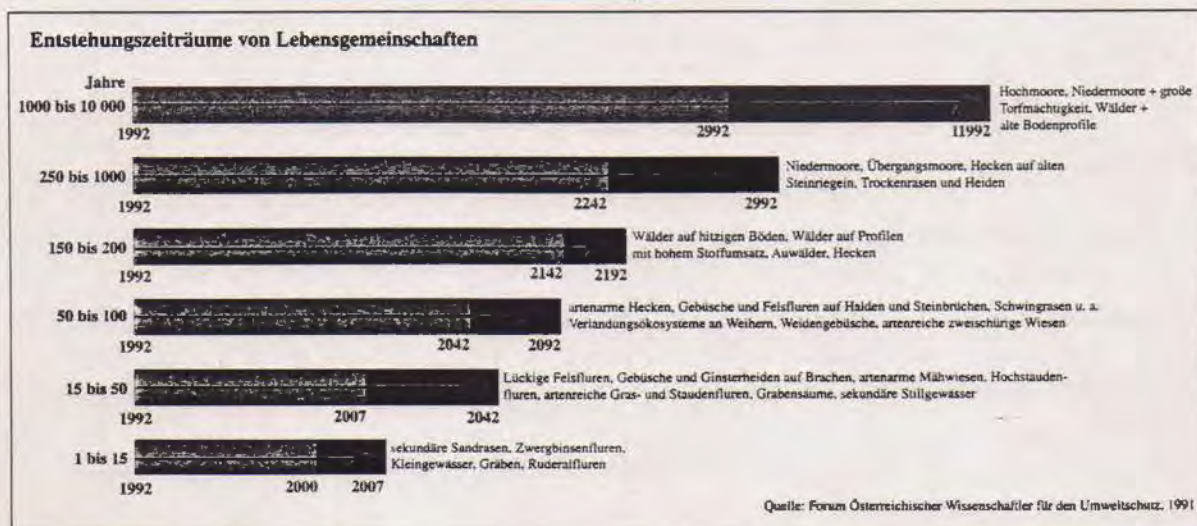 Entstehungszeiträume von Lebensgemeinschaften
Jahre
1000 bis 10 000
1992
2992
11992
Hochmoore, Niedermoore + große
Torfmächtigkeit, Wälder +
alte Bodenprofile
250 bis 1000
1992
2242
2992
Niedermoore, Übergangsmoore, Hecken auf alten
Steinriegeln, Trockenrasen und Heiden
150 bis 200
1992
2142
2192
Wälder auf hitzigen Böden, Wälder auf Profilen
mit hohem Stoffumsatz, Auwälder, Hecken
50 bis 100
1992
2042
2092
artenarme Hecken, Gebüsche und Felsfluren auf Halden und Steinbrüchen, Schwingrasen u. a.
Verlandungsökosysteme an Weihern, Weidengebüsche, artenreiche zweischürige Wiesen
15 bis 50
1992
2007
2042
Lückige Felsfluren, Gebüsche und Ginsterheiden auf Brachen, artenarme Mähwiesen, Hochstauden-
fluren, artenreiche Gras- und Staudenfluren, Grabensäume, sekundäre Stillgewässer
1 bis 15
1992
2000
2007
sekundäre Sandrasen, Zwergbinsenfluren,
Kleingewässer, Gräben, Ruderalfluren
Quelle: Forum Österreichischer Wissenschaftler für den Umweltschutz, 1991